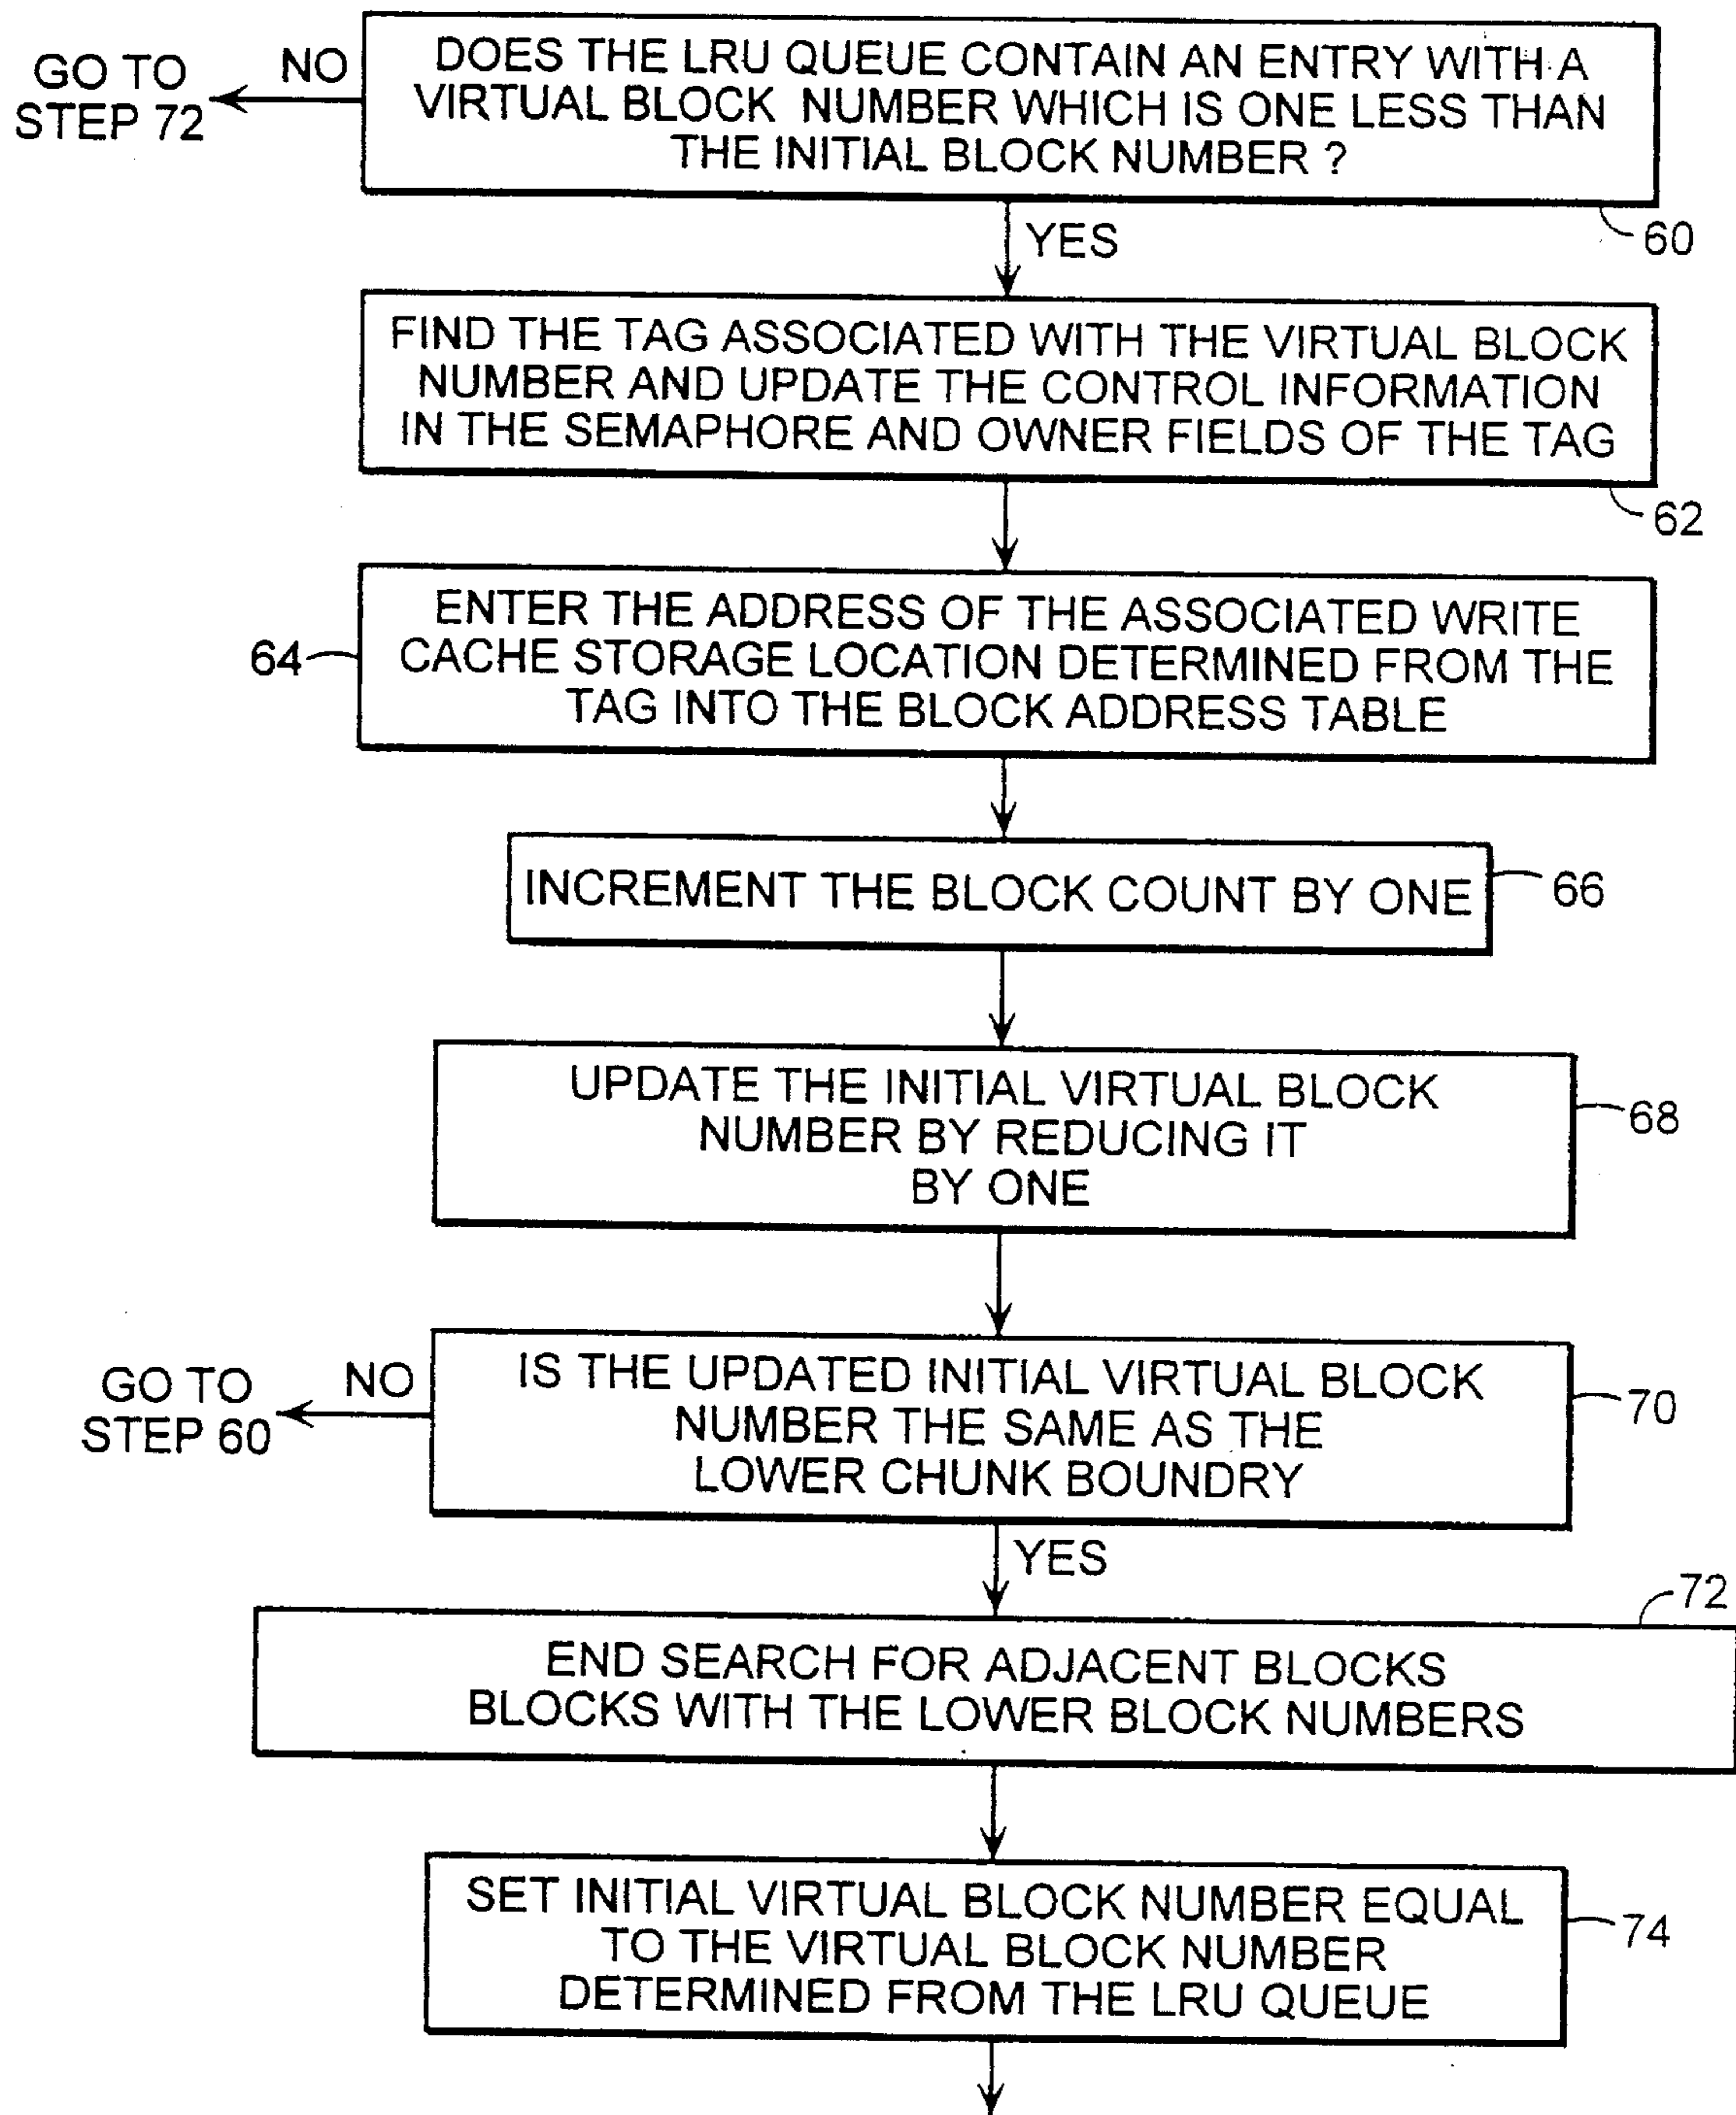 DOES THE LRU QUEUE CONTAIN AN ENTRY WITH A
VIRTUAL BLOCK NUMBER WHICH IS ONE LESS THAN
THE INITIAL BLOCK NUMBER ?
NO
GO TO
STEP 72
60
YES
FIND THE TAG ASSOCIATED WITH THE VIRTUAL BLOCK
NUMBER AND UPDATE THE CONTROL INFORMATION
IN THE SEMAPHORE AND OWNER FIELDS OF THE TAG
62
64
ENTER THE ADDRESS OF THE ASSOCIATED WRITE
CACHE STORAGE LOCATION DETERMINED FROM THE
TAG INTO THE BLOCK ADDRESS TABLE
INCREMENT THE BLOCK COUNT BY ONE
66
UPDATE THE INITIAL VIRTUAL BLOCK
NUMBER BY REDUCING IT
BY ONE
68
IS THE UPDATED INITIAL VIRTUAL BLOCK
NUMBER THE SAME AS THE
LOWER CHUNK BOUNDRY
70
NO
GO TO
STEP 60
YES
72
END SEARCH FOR ADJACENT BLOCKS
BLOCKS WITH THE LOWER BLOCK NUMBERS
SET INITIAL VIRTUAL BLOCK NUMBER EQUAL
TO THE VIRTUAL BLOCK NUMBER
DETERMINED FROM THE LRU QUEUE
74